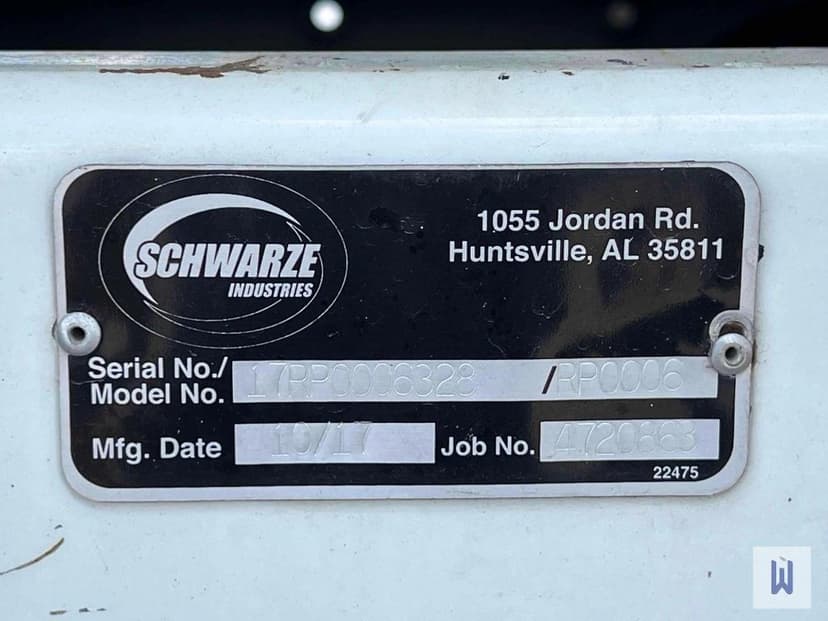 SCHWARZE
INDUSTRIES
1055 Jordan Rd.
Huntsville, AL 35811
Serial No./
Model No. 17RP0006328 /RP0006
Mfg. Date 10/17 Job No. 4720863
22475
W